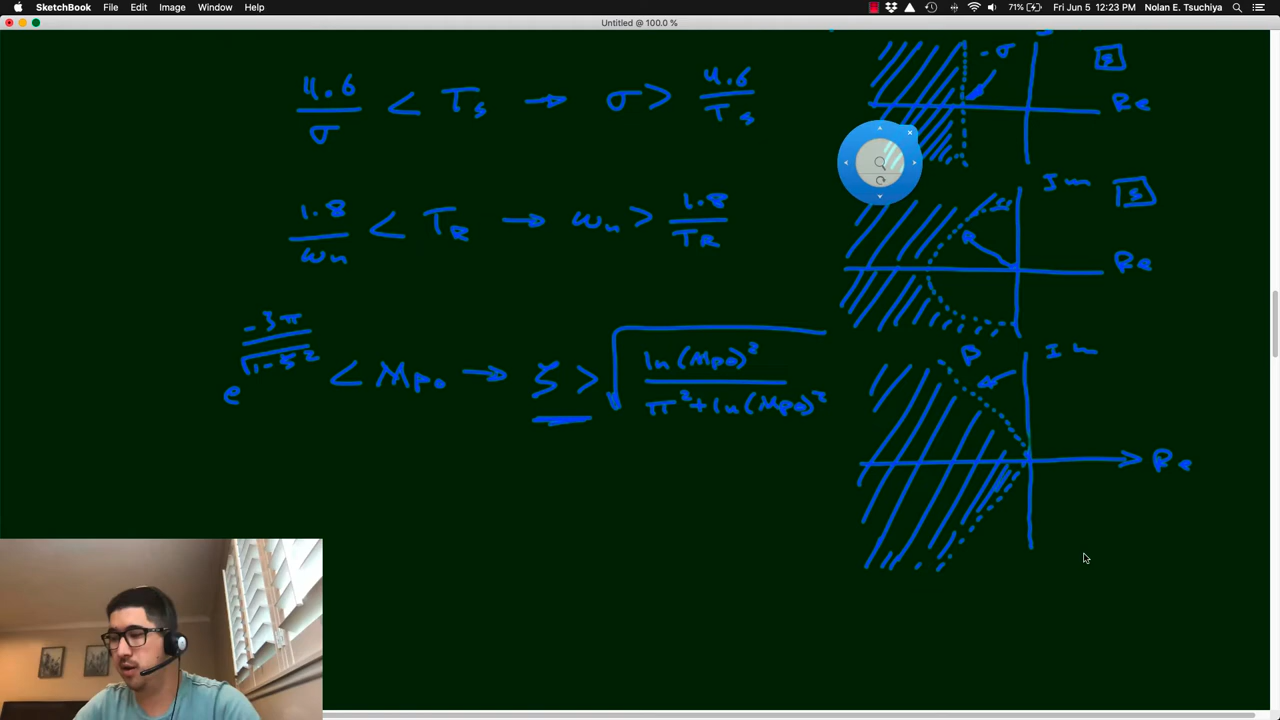 SketchBook File Edit Image Window Help 71% Fri Jun 5 12:23 PM Nolan E. Tsuchiya
Untitled @ 100.0 %
4.6/σ < Ts → σ > 4.6/Ts
-σ
s
Re
1.8/ωn < TR → ωn > 1.8/TR
Im
s
R
Re
e^(-ζπ/√(1-ζ²)) < Mpo → ζ > √(ln(Mpo)²/(π²+ln(Mpo)²))
β
Im
Re